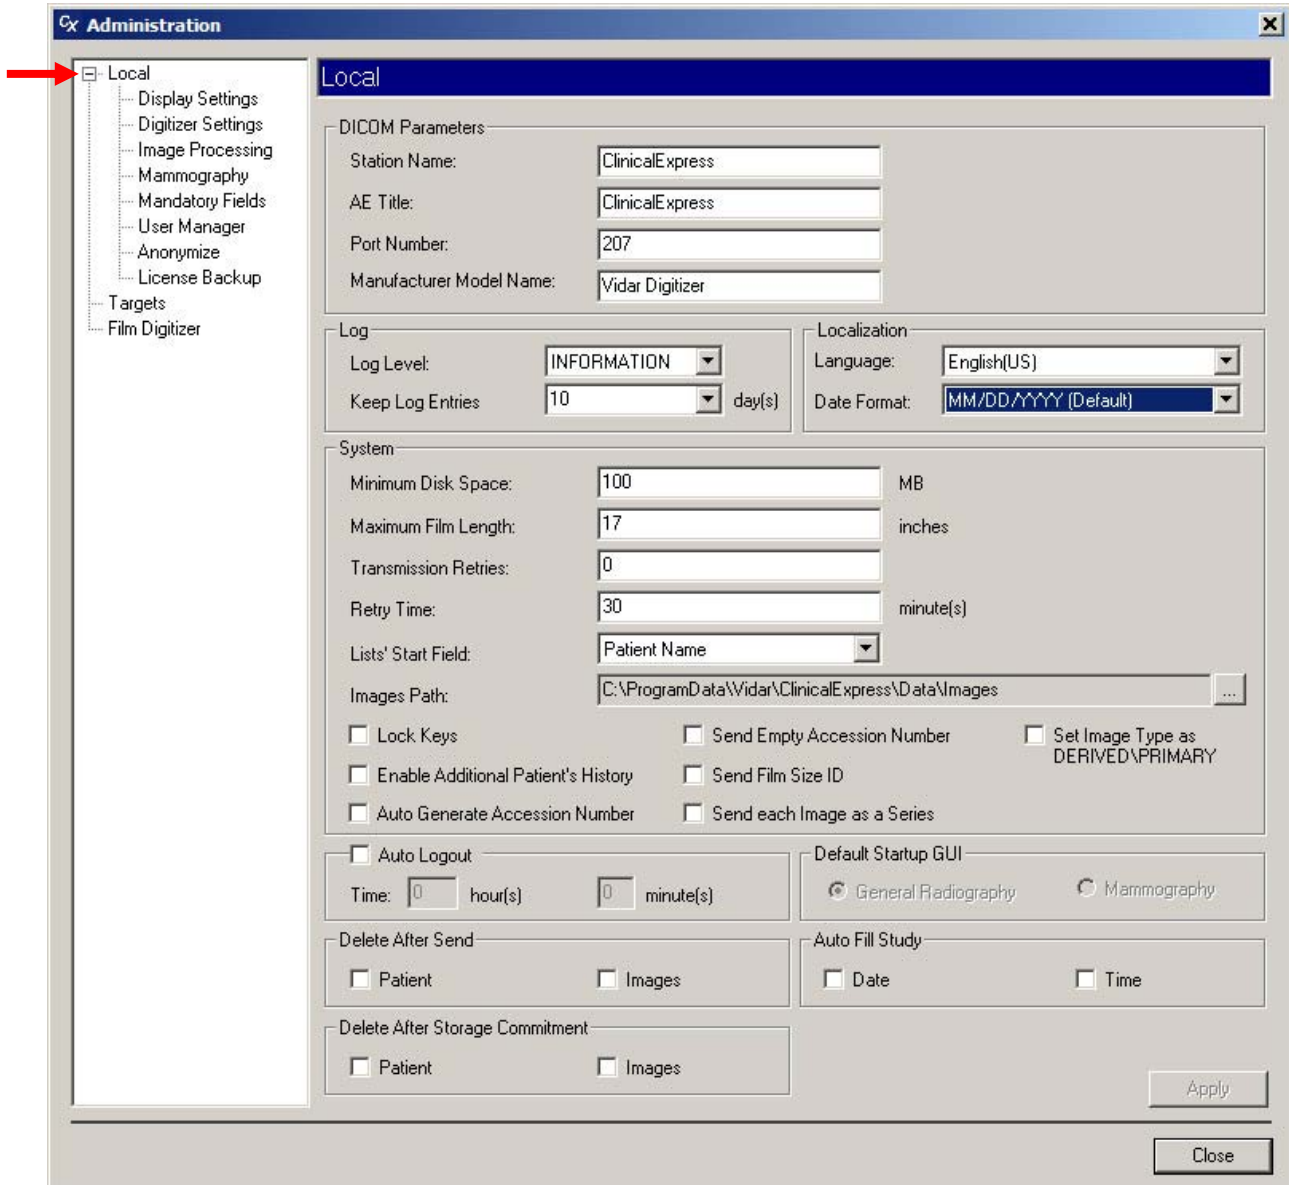 Cx Administration
Local
Display Settings
Digitizer Settings
Image Processing
Mammography
Mandatory Fields
User Manager
Anonymize
License Backup
Targets
Film Digitizer
Local
DICOM Parameters
Station Name: ClinicalExpress
AE Title: ClinicalExpress
Port Number: 207
Manufacturer Model Name: Vidar Digitizer
Log
Log Level: INFORMATION
Keep Log Entries 10 day(s)
Localization
Language: English(US)
Date Format: MM/DD/YYYY (Default)
System
Minimum Disk Space: 100 MB
Maximum Film Length: 17 inches
Transmission Retries: 0
Retry Time: 30 minute(s)
Lists' Start Field: Patient Name
Images Path: C:\ProgramData\Vidar\ClinicalExpress\Data\Images ...
Lock Keys
Send Empty Accession Number
Set Image Type as
DERIVED\PRIMARY
Enable Additional Patient's History
Send Film Size ID
Auto Generate Accession Number
Send each Image as a Series
Auto Logout
Time: 0 hour(s) 0 minute(s)
Default Startup GUI
General Radiography Mammography
Delete After Send
Patient Images
Auto Fill Study
Date Time
Delete After Storage Commitment
Patient Images
Apply
Close